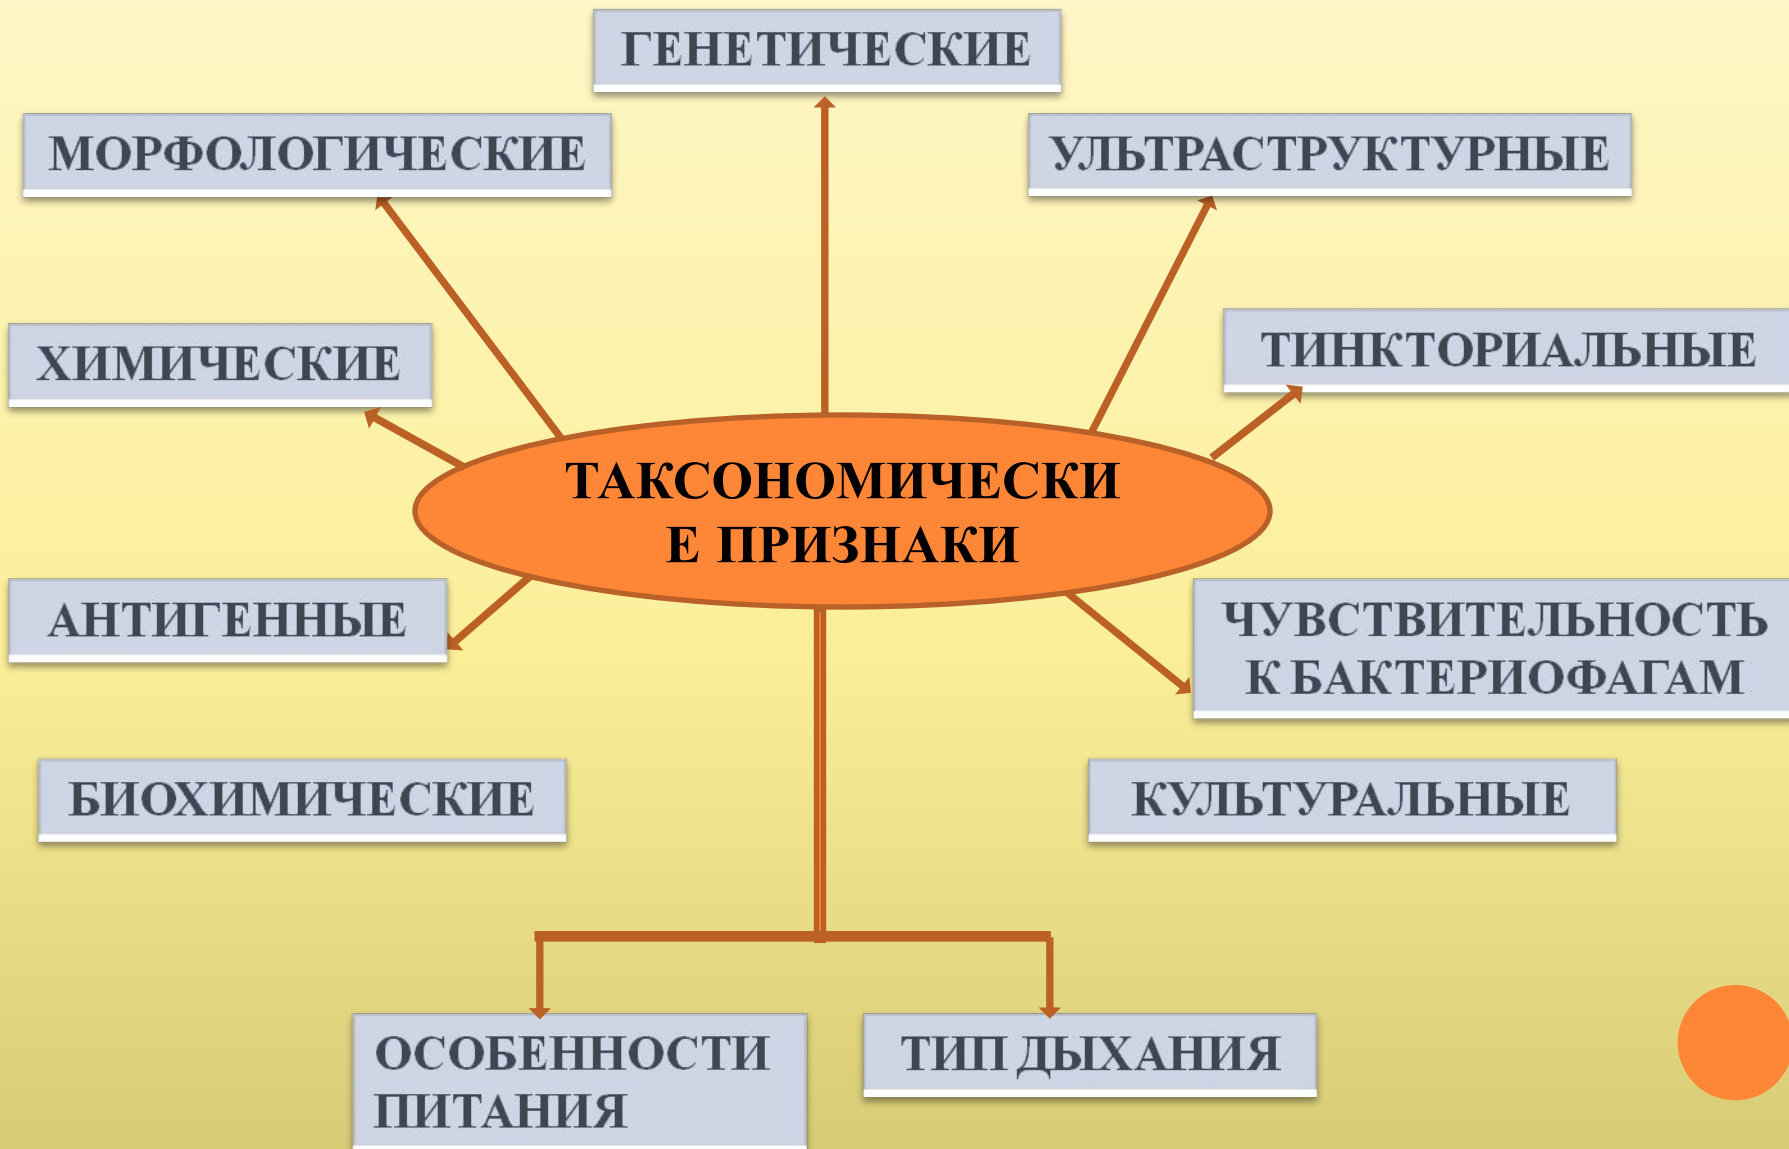 ГЕНЕТИЧЕСКИЕ
МОРФОЛОГИЧЕСКИЕ
УЛЬТРАСТРУКТУРНЫЕ
ХИМИЧЕСКИЕ
ТИНКТОРИАЛЬНЫЕ
ТАКСОНОМИЧЕСКИ
Е ПРИЗНАКИ
АНТИГЕННЫЕ
ЧУВСТВИТЕЛЬНОСТЬ
К БАКТЕРИОФАГАМ
БИОХИМИЧЕСКИЕ
КУЛЬТУРАЛЬНЫЕ
ОСОБЕННОСТИ
ПИТАНИЯ
ТИП ДЫХАНИЯ